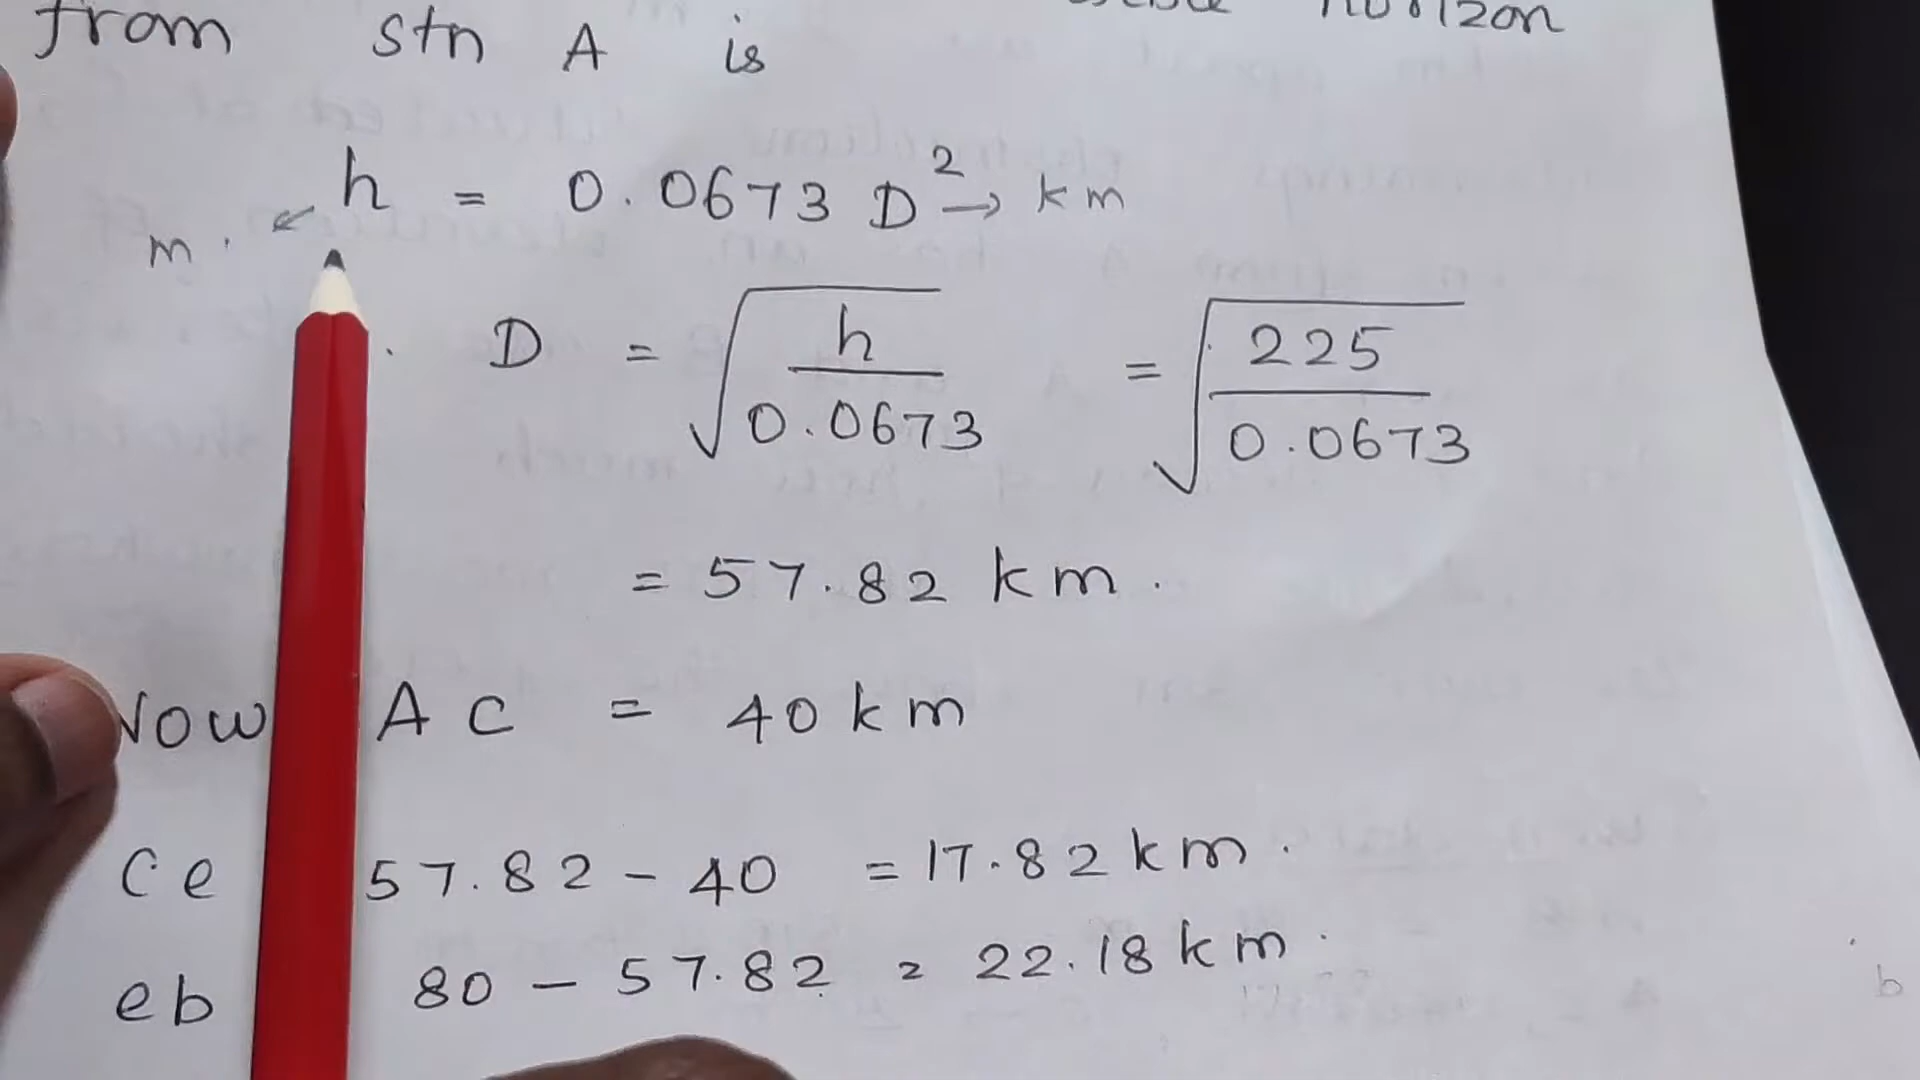 horizon
from stn A is
h = 0.0673 D² → km
m.
D = √(h / 0.0673) = √(225 / 0.0673)
= 57.82 km.
Now AC = 40 km
Ce 57.82 - 40 = 17.82 km.
eb 80 - 57.82 = 22.18 km.
b